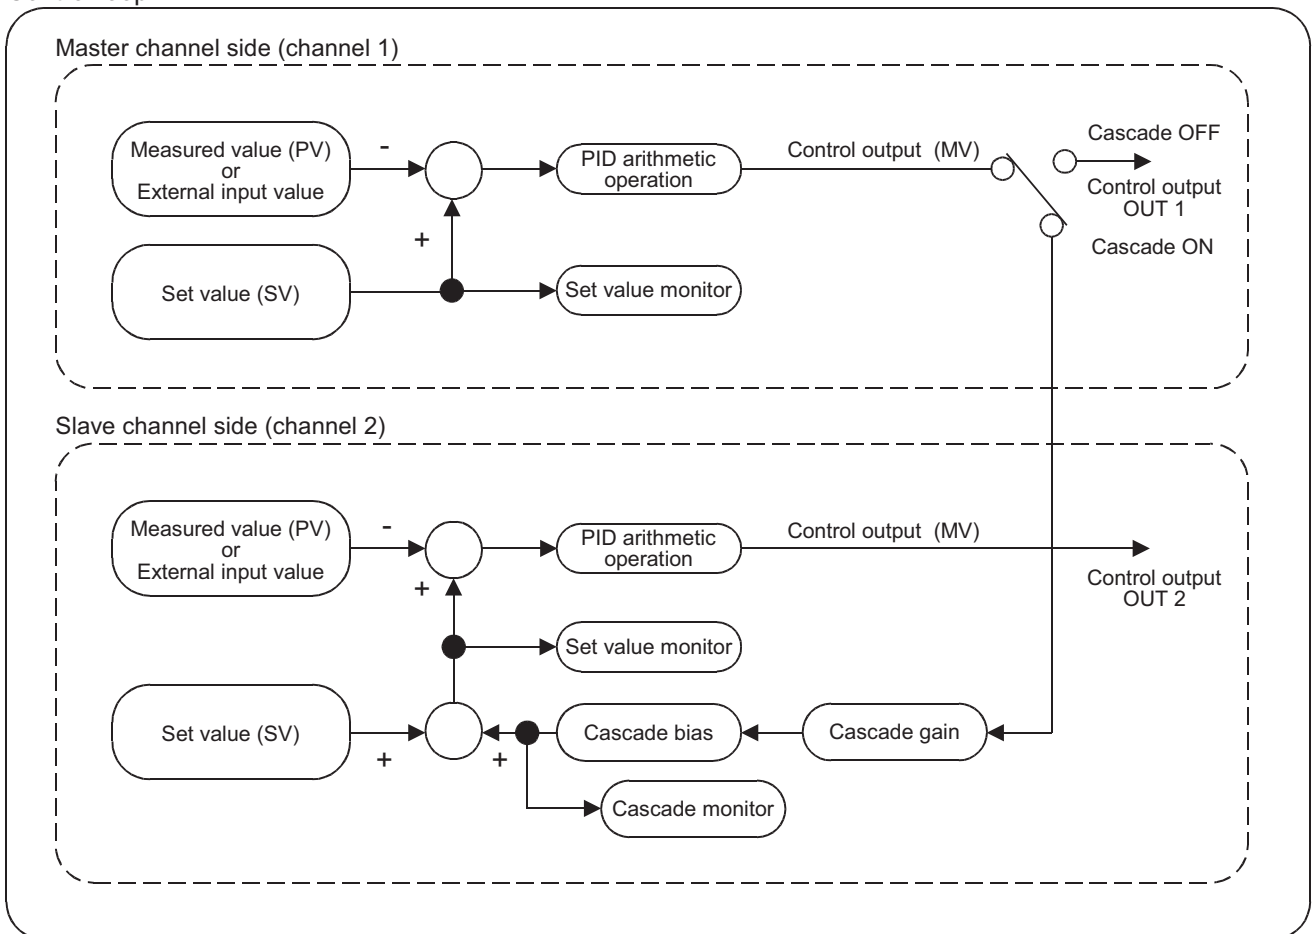 Master channel side (channel 1)
Measured value (PV)
or
External input value
-
+
PID arithmetic
operation
Control output (MV)
Cascade OFF
Control output
OUT 1
Cascade ON
Set value (SV)
Set value monitor
Slave channel side (channel 2)
Measured value (PV)
or
External input value
-
+
PID arithmetic
operation
Control output (MV)
Control output
OUT 2
Set value monitor
Set value (SV)
+
+
Cascade bias
Cascade gain
Cascade monitor